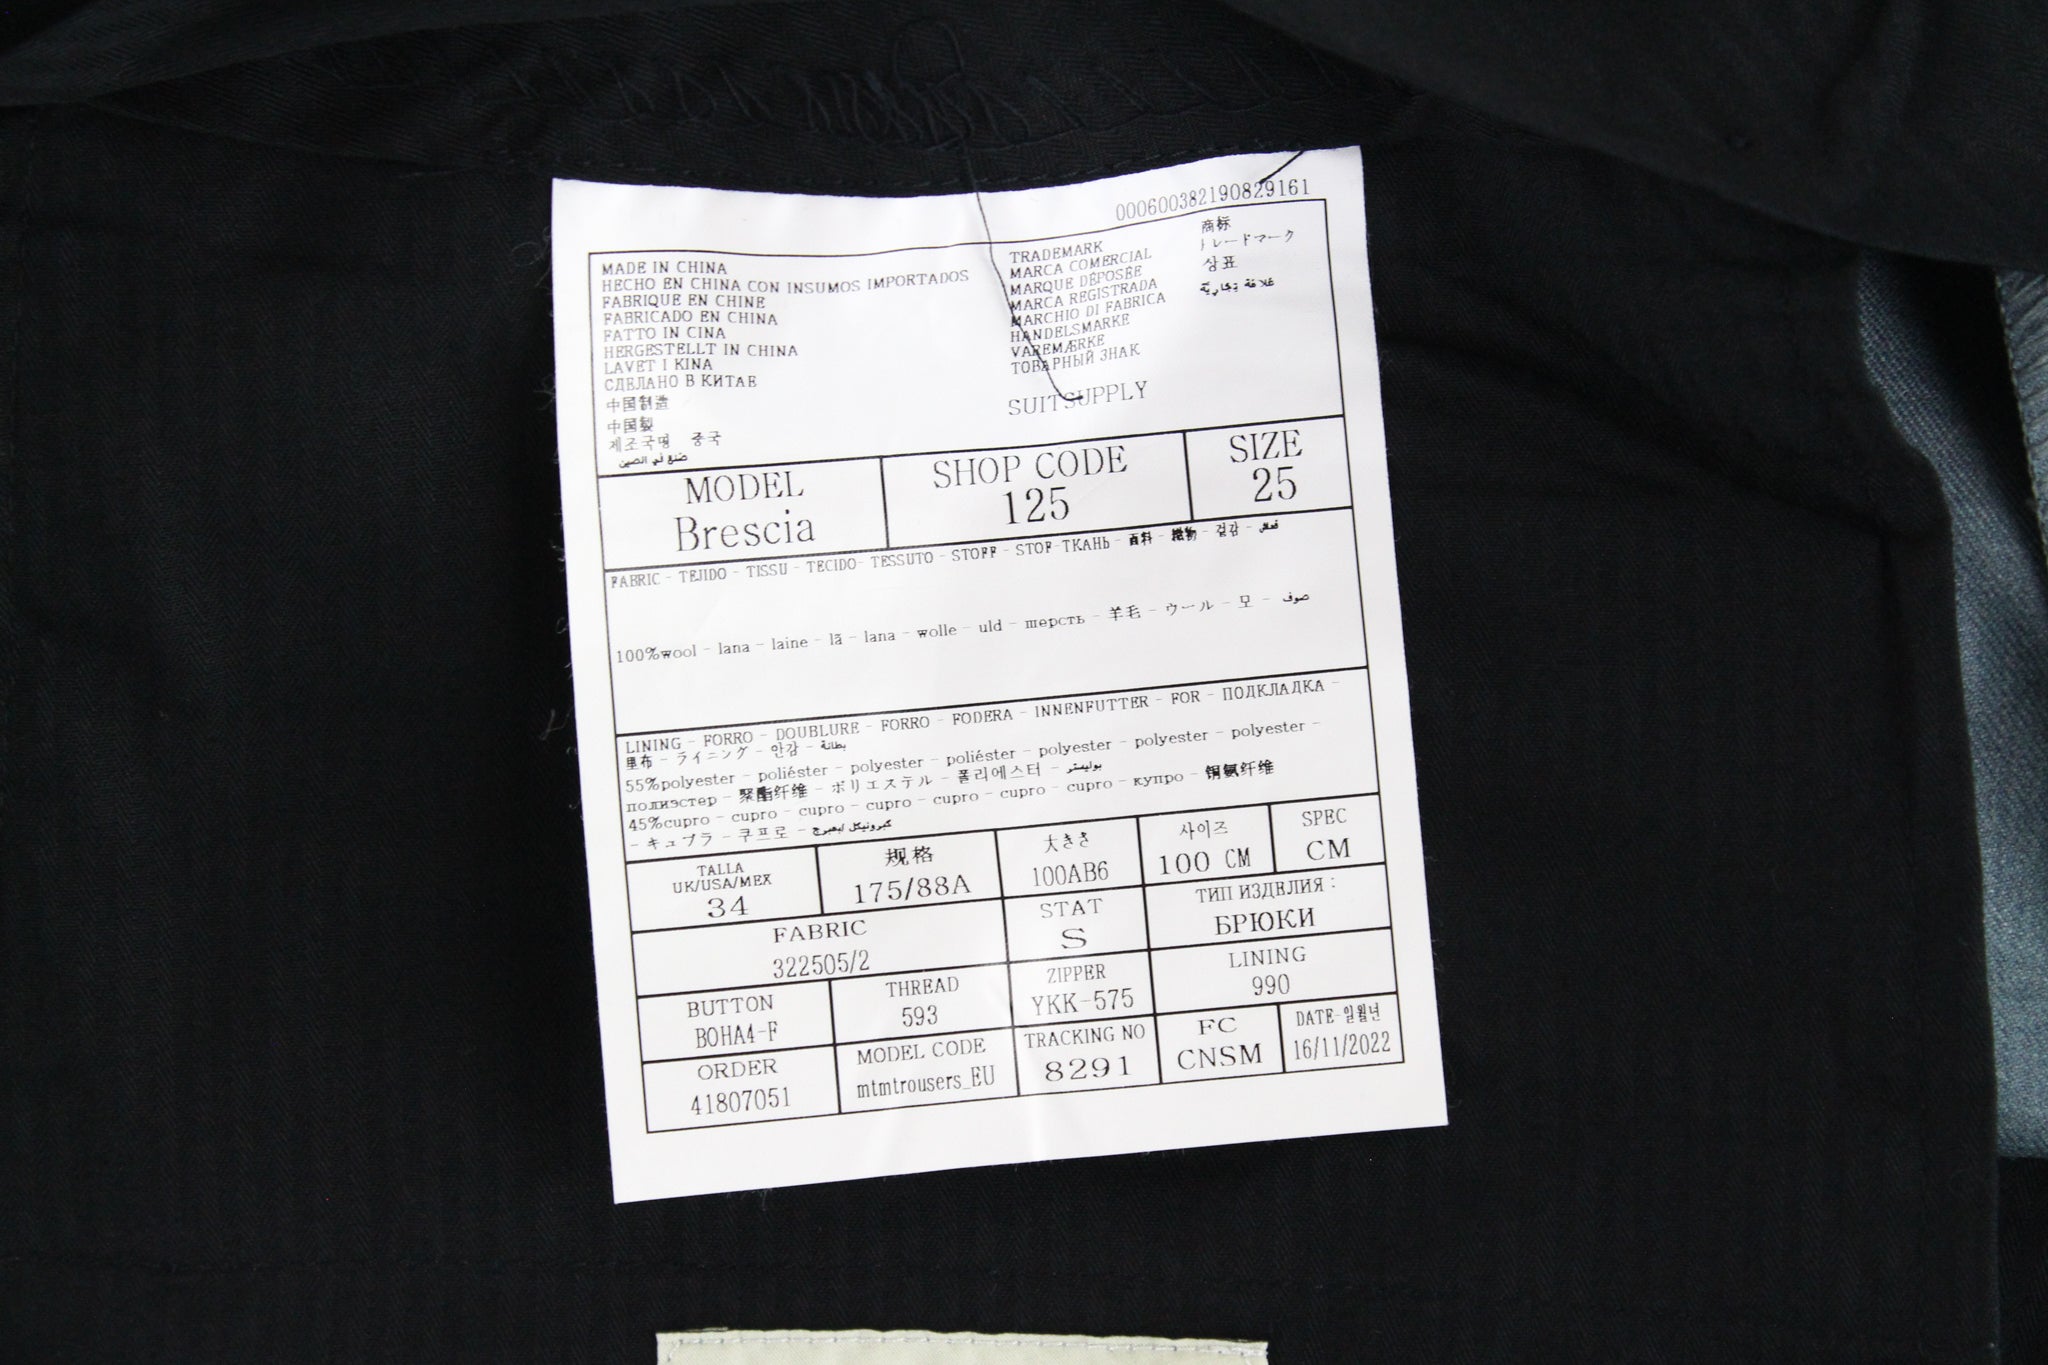 000600382190829161
MADE IN CHINA
HECHO EN CHINA CON INSUMOS IMPORTADOS
FABRIQUE EN CHINE
FABRICADO EN CHINA
FATTO IN CINA
HERGESTELLT IN CHINA
LAVET I KINA
СДЕЛАНО В КИТАЕ
中国制造
中国製
제조국명 중국
صنع في الصين
TRADEMARK
MARCA COMERCIAL
MARQUE DÉPOSÉE
MARCA REGISTRADA
MARCHIO DI FABRICA
HANDELSMARKE
VAREMÆRKE
ТОВАРНЫЙ ЗНАК
商标
トレードマーク
상표
علامة تجارية
SUITSUPPLY
MODEL
Brescia
SHOP CODE
125
SIZE
25
FABRIC - TEJIDO - TISSU - TECIDO- TESSUTO - STOFF - STOF-ТКАНЬ - 面料 - 織物 - 겉감 -
100%wool - lana - laine - lã - lana - wolle - uld - шерсть - 羊毛 - ウール - 모 - صوف
LINING - FORRO - DOUBLURE - FORRO - FODERA - INNENFUTTER - FOR - ПОДКЛАДКА -
里布 - ライニング - 안감 - بطانة
55%polyester - poliéster - polyester - poliéster - polyester - polyester - polyester -
полиэстер - 聚酯纤维 - ポリエステル - 폴리에스터 - بوليستر
45%cupro - cupro - cupro - cupro - cupro - cupro - cupro - купро - 铜氨纤维
- キュプラ - 쿠프로 -
TALLA
UK/USA/MEX
34
规格
175/88A
大きさ
100AB6
사이즈
100 CM
SPEC
CM
FABRIC
322505/2
STAT
S
ТИП ИЗДЕЛИЯ :
БРЮКИ
BUTTON
BOHA4-F
THREAD
593
ZIPPER
YKK-575
LINING
990
ORDER
41807051
MODEL CODE
mtmtrousers_EU
TRACKING NO
8291
FC
CNSM
DATE-일월년
16/11/2022